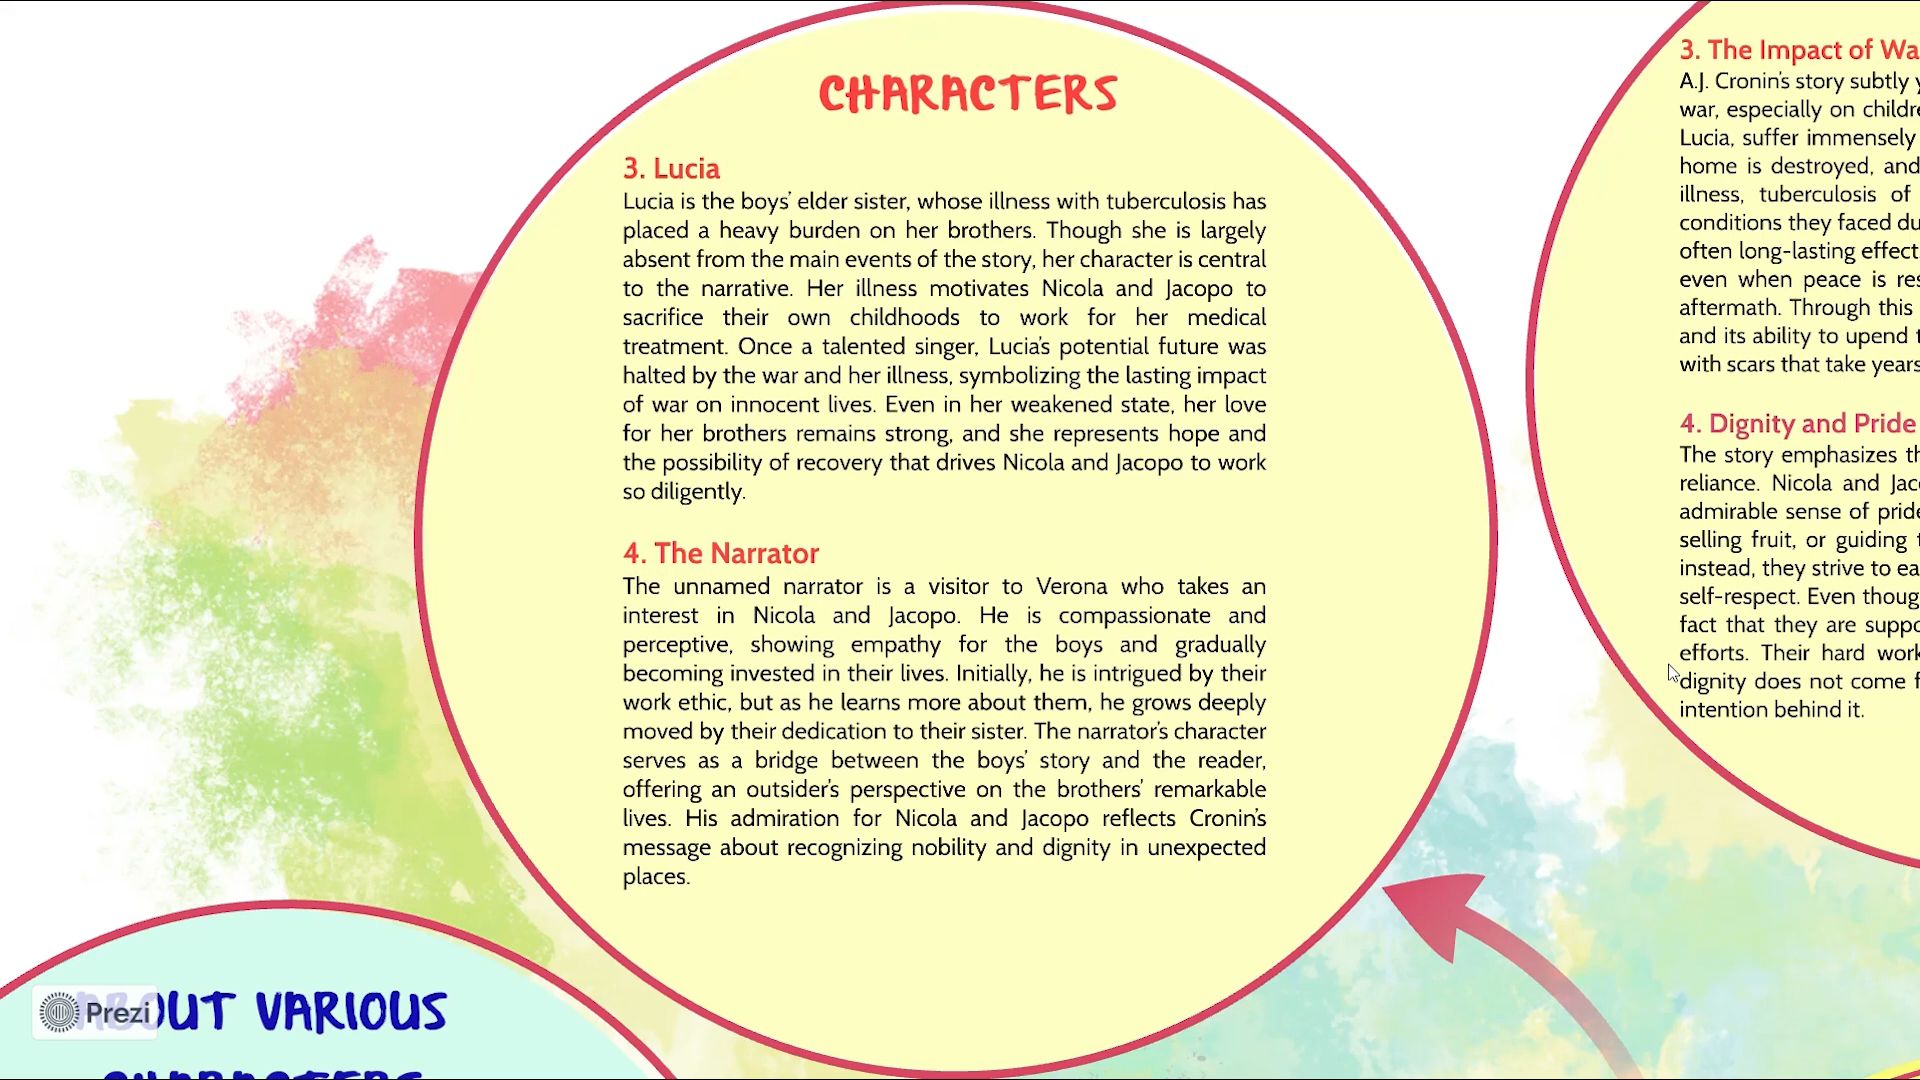 CHARACTERS
3. Lucia
Lucia is the boys' elder sister, whose illness with tuberculosis has
placed a heavy burden on her brothers. Though she is largely
absent from the main events of the story, her character is central
to the narrative. Her illness motivates Nicola and Jacopo to
sacrifice their own childhoods to work for her medical
treatment. Once a talented singer, Lucia's potential future was
halted by the war and her illness, symbolizing the lasting impact
of war on innocent lives. Even in her weakened state, her love
for her brothers remains strong, and she represents hope and
the possibility of recovery that drives Nicola and Jacopo to work
so diligently.
4. The Narrator
The unnamed narrator is a visitor to Verona who takes an
interest in Nicola and Jacopo. He is compassionate and
perceptive, showing empathy for the boys and gradually
becoming invested in their lives. Initially, he is intrigued by their
work ethic, but as he learns more about them, he grows deeply
moved by their dedication to their sister. The narrator's character
serves as a bridge between the boys' story and the reader,
offering an outsider's perspective on the brothers' remarkable
lives. His admiration for Nicola and Jacopo reflects Cronin's
message about recognizing nobility and dignity in unexpected
places.
3. The Impact of
A.J. Cronin's story subtly
war, especially on
Lucia, suffer immensely
home is destroyed, and
illness, tuberculosis of
conditions they faced
often long-lasting
even when peace is
aftermath. Through this
and its ability to upend
with scars that take years
4. Dignity and Pride
The story emphasizes
reliance. Nicola and
admirable sense of pride
selling fruit, or guiding
instead, they strive to
self-respect. Even
fact that they are
efforts. Their hard work
dignity does not come
intention behind it.
ABOUT VARIOUS
CHARACTERS
Prezi